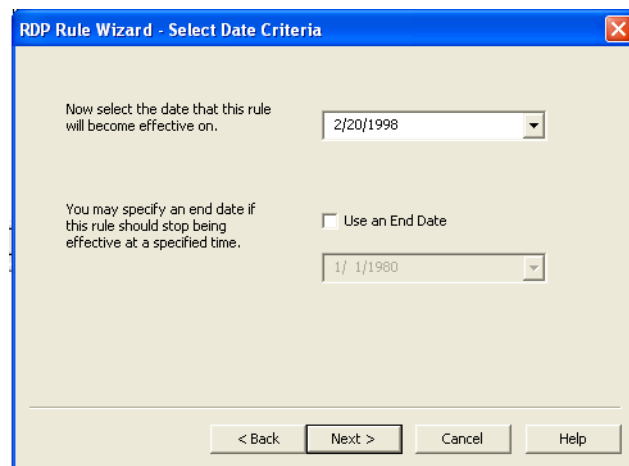 RDP Rule Wizard - Select Date Criteria
Now select the date that this rule
will become effective on.
2/20/1998
You may specify an end date if
this rule should stop being
effective at a specified time.
Use an End Date
1/ 1/1980
< Back
Next >
Cancel
Help